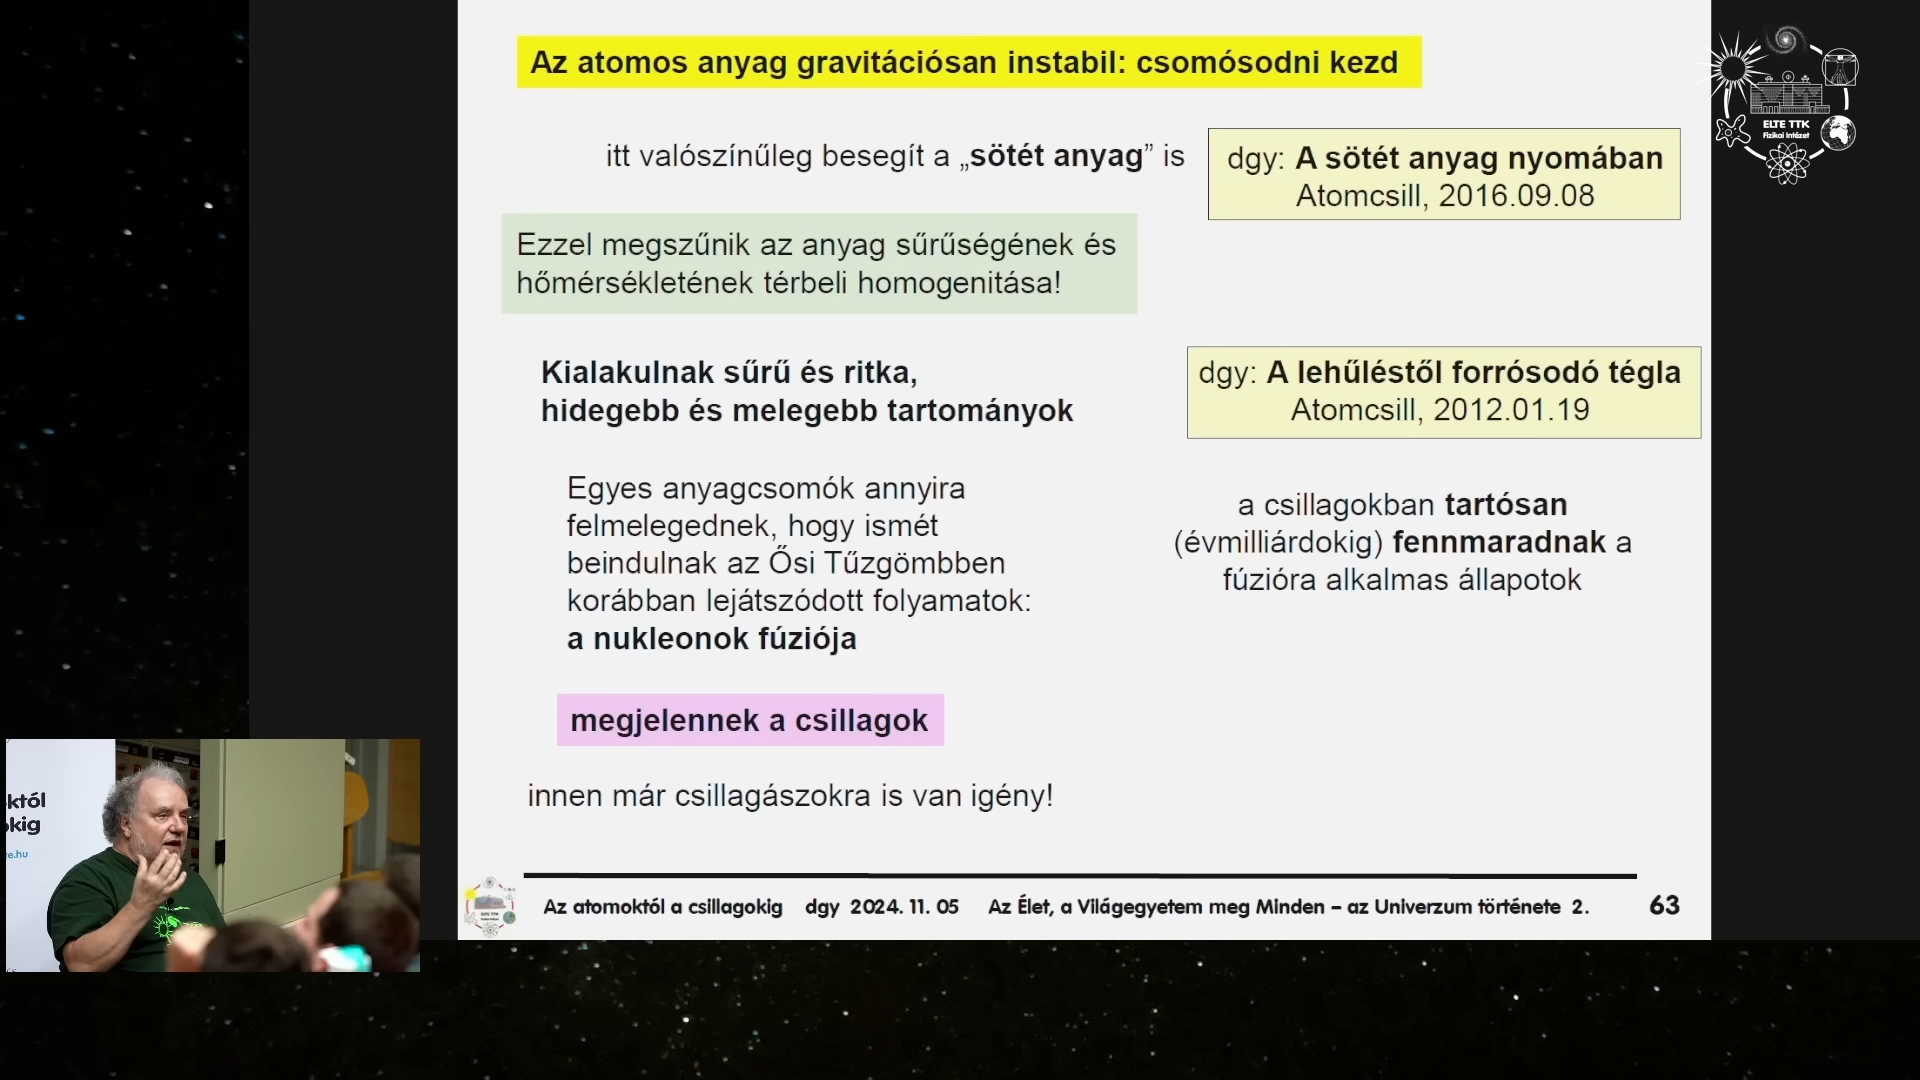 Az atomos anyag gravitációsan instabil: csomósodni kezd
itt valószínűleg besegít a „sötét anyag” is
dgy: A sötét anyag nyomában
Atomcsill, 2016.09.08
Ezzel megszűnik az anyag sűrűségének és
hőmérsékletének térbeli homogenitása!
Kialakulnak sűrű és ritka,
hidegebb és melegebb tartományok
dgy: A lehűléstől forrósodó tégla
Atomcsill, 2012.01.19
Egyes anyagcsomók annyira
felmelegednek, hogy ismét
beindulnak az Ősi Tűzgömbben
korábban lejátszódott folyamatok:
a nukleonok fúziója
a csillagokban tartósan
(évmilliárdokig) fennmaradnak a
fúzióra alkalmas állapotok
megjelennek a csillagok
innen már csillagászokra is van igény!
Az atomoktól a csillagokig dgy 2024. 11. 05 Az Élet, a Világegyetem meg Minden – az Univerzum története 2. 63
ELTE TTK
Fizikai Intézet
któl
okig
te.hu